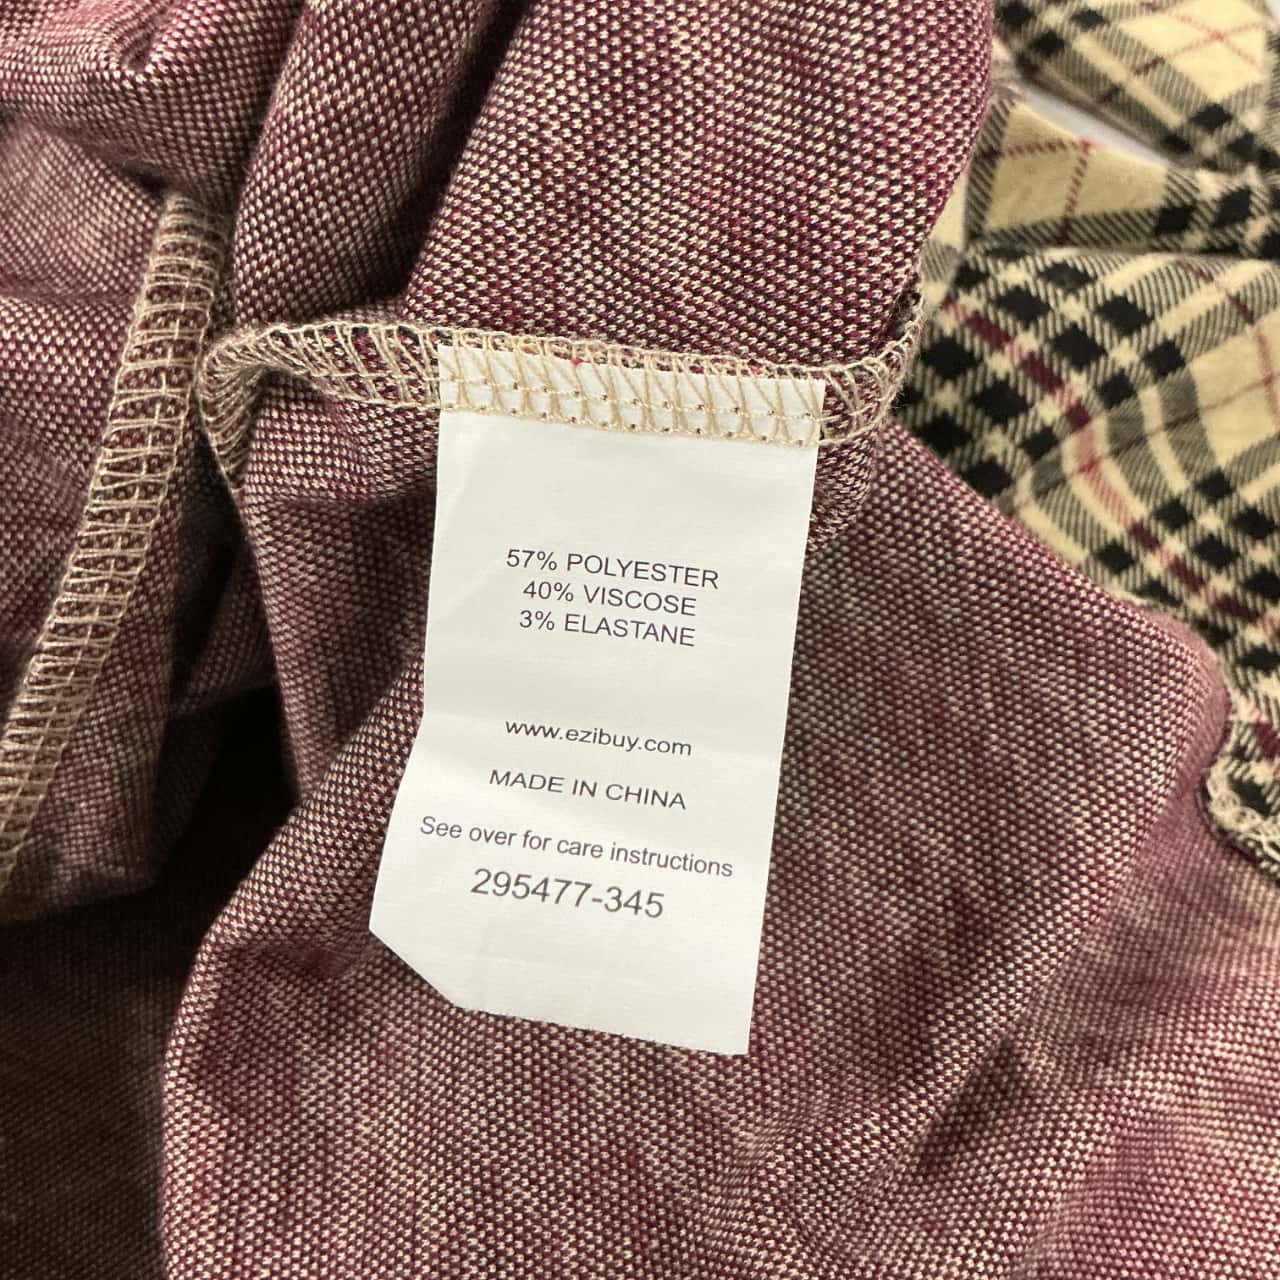 57% POLYESTER
40% VISCOSE
3% ELASTANE
www.ezibuy.com
MADE IN CHINA
See over for care instructions
295477-345